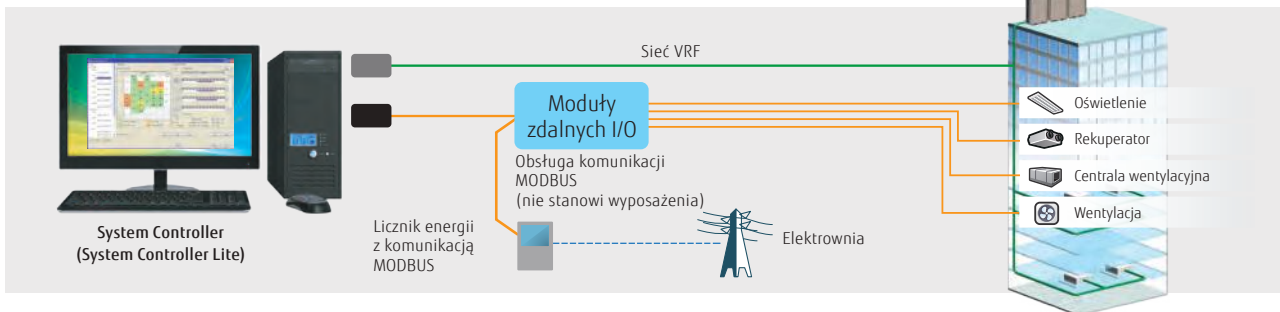 Sieć VRF
Moduły
zdalnych I/O
Oświetlenie
Rekuperator
Centrala wentylacyjna
Wentylacja
Obsługa komunikacji
MODBUS
(nie stanowi wyposażenia)
System Controller
(System Controller Lite)
Licznik energii
z komunikacją
MODBUS
Elektrownia